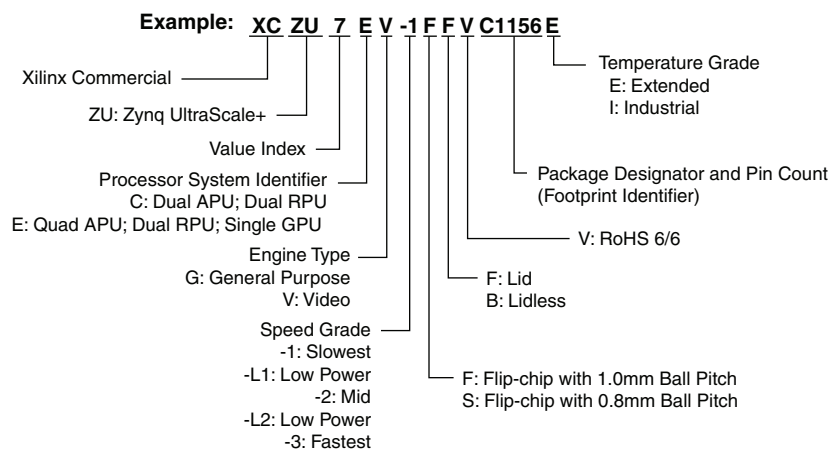 Example: XC ZU 7 E V -1 F F V C1156 E
Xilinx Commercial
ZU: Zynq UltraScale+
Value Index
Processor System Identifier
C: Dual APU; Dual RPU
E: Quad APU; Dual RPU; Single GPU
Engine Type
G: General Purpose
V: Video
Speed Grade
-1: Slowest
-L1: Low Power
-2: Mid
-L2: Low Power
-3: Fastest
Temperature Grade
E: Extended
I: Industrial
Package Designator and Pin Count
(Footprint Identifier)
V: RoHS 6/6
F: Lid
B: Lidless
F: Flip-chip with 1.0mm Ball Pitch
S: Flip-chip with 0.8mm Ball Pitch